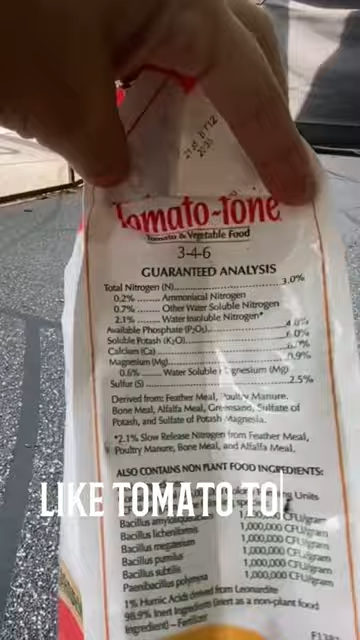 Tomato-tone
Tomato & Vegetable Food
3-4-6
GUARANTEED ANALYSIS
Total Nitrogen (N)..........3.0%
0.2% ........ Ammoniacal Nitrogen
0.7% ........ Other Water Soluble Nitrogen
2.1% ........ Water Insoluble Nitrogen*
Available Phosphate (P₂O₅)..........4.0%
Soluble Potash (K₂O)..........6.0%
Calcium (Ca)
Magnesium (Mg)..........0.9%
0.6% ........ Water Soluble Magnesium (Mg)
Sulfur (S)..........2.5%
Derived from: Feather Meal, Poultry Manure,
Bone Meal, Alfalfa Meal, Greensand, Sulfate of
Potash, and Sulfate of Potash Magnesia.
*2.1% Slow Release Nitrogen from Feather Meal,
Poultry Manure, Bone Meal, and Alfalfa Meal.
ALSO CONTAINS NON PLANT FOOD INGREDIENTS:
Units
LIKE TOMATO TO
Bacillus amyloliquefaciens
Bacillus licheniformis 1,000,000 CFU/gram
Bacillus megaterium 1,000,000 CFU/gram
Bacillus pumilus 1,000,000 CFU/gram
Bacillus subtilis 1,000,000 CFU/gram
Paenibacillus polymyxa 1,000,000 CFU/gram
1% Humic Acids derived from Leonardite
98.9% Inert Ingredients (inert as a non-plant food
ingredient)—Fertilizer